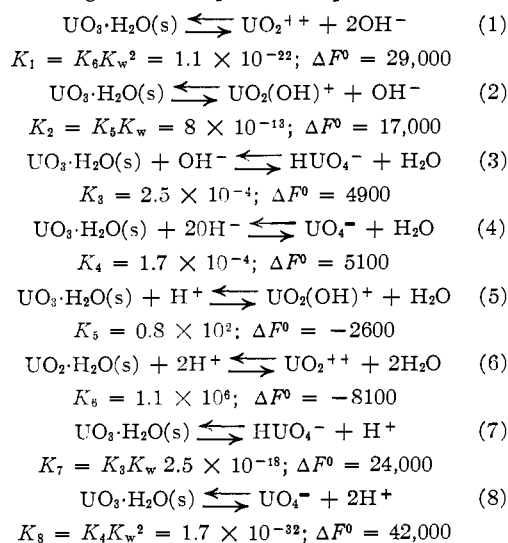 UO₃·H₂O(s) ⇄ UO₂⁺⁺ + 2OH⁻ (1)
K₁ = K₆K_w² = 1.1 × 10⁻²²; ΔF⁰ = 29,000
UO₃·H₂O(s) ⇄ UO₂(OH)⁺ + OH⁻ (2)
K₂ = K₅K_w = 8 × 10⁻¹³; ΔF⁰ = 17,000
UO₃·H₂O(s) + OH⁻ ⇄ HUO₄⁻ + H₂O (3)
K₃ = 2.5 × 10⁻⁴; ΔF⁰ 4900
UO₃·H₂O(s) + 2OH⁻ ⇄ UO₄⁼ + H₂O (4)
K₄ = 1.7 × 10⁻⁴; ΔF⁰ 5100
UO₃·H₂O(s) + H⁺ ⇄ UO₂(OH)⁺ + H₂O (5)
K₅ = 0.8 × 10²; ΔF⁰ = −2600
UO₂·H₂O(s) + 2H⁺ ⇄ UO₂⁺⁺ + 2H₂O (6)
K₆ = 1.1 × 10⁶; ΔF⁰ = −8100
UO₃·H₂O(s) ⇄ HUO₄⁻ + H⁺ (7)
K₇ = K₃K_w 2.5 × 10⁻¹⁸; ΔF⁰ = 24,000
UO₃·H₂O(s) ⇄ UO₄⁼ + 2H⁺ (8)
K₈ = K₄K_w² = 1.7 × 10⁻³²; ΔF⁰ = 42,000